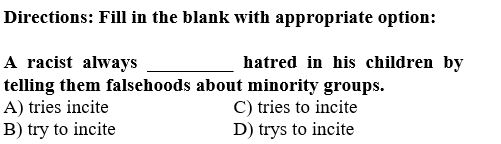 Directions: Fill in the blank with appropriate option:
A racist always __________ hatred in his children by
telling them falsehoods about minority groups.
A) tries incite C) tries to incite
B) try to incite D) trys to incite